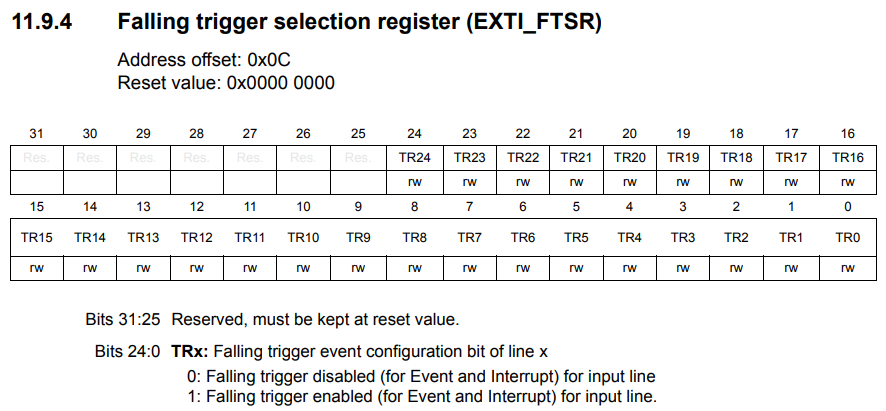 11.9.4 Falling trigger selection register (EXTI_FTSR)
Address offset: 0x0C
Reset value: 0x0000 0000
31 30 29 28 27 26 25 24 23 22 21 20 19 18 17 16
Res. Res. Res. Res. Res. Res. Res. TR24 TR23 TR22 TR21 TR20 TR19 TR18 TR17 TR16
rw rw rw rw rw rw rw rw rw
15 14 13 12 11 10 9 8 7 6 5 4 3 2 1 0
TR15 TR14 TR13 TR12 TR11 TR10 TR9 TR8 TR7 TR6 TR5 TR4 TR3 TR2 TR1 TR0
rw rw rw rw rw rw rw rw rw rw rw rw rw rw rw rw
Bits 31:25 Reserved, must be kept at reset value.
Bits 24:0 TRx: Falling trigger event configuration bit of line x
0: Falling trigger disabled (for Event and Interrupt) for input line
1: Falling trigger enabled (for Event and Interrupt) for input line.